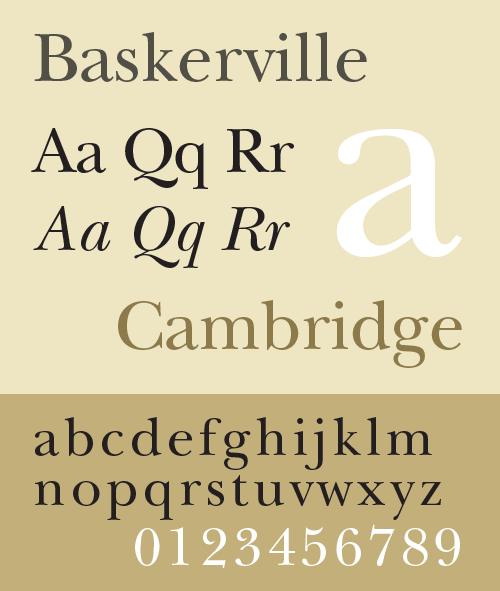 Baskerville
Aa Qq Rr
a
Aa Qq Rr
Cambridge
abcdefghijklm
nopqrstuvwxyz
0123456789